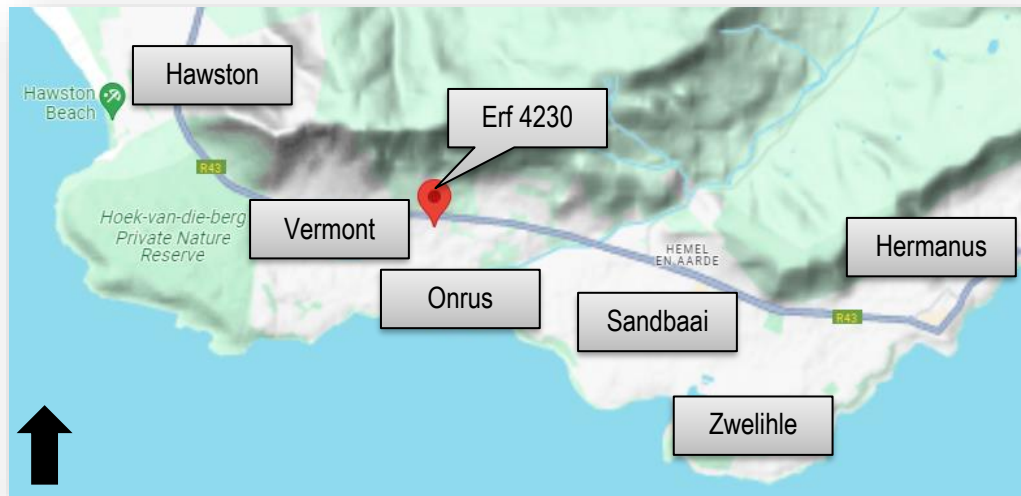 Hawston
Hawston
Beach
Erf 4230
R43
Hoek-van-die-berg
Private Nature
Reserve
Vermont
HEMEL
EN AARDE
Hermanus
Onrus
Sandbaai
R43
Zwelihle